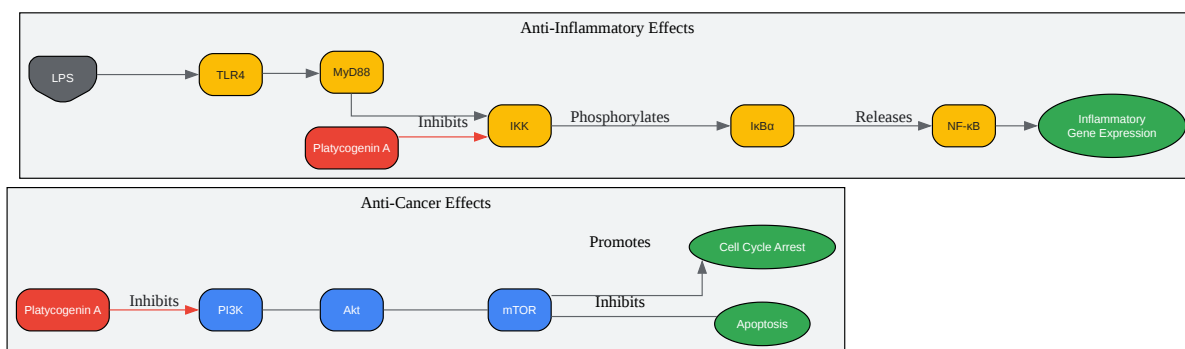 Anti-Inflammatory Effects
LPS
TLR4
MyD88
Inhibits
Platycogenin A
IKK
Phosphorylates
IκBα
Releases
NF-κB
Inflammatory
Gene Expression
Anti-Cancer Effects
Promotes
Cell Cycle Arrest
Platycogenin A
Inhibits
PI3K
Akt
mTOR
Inhibits
Apoptosis